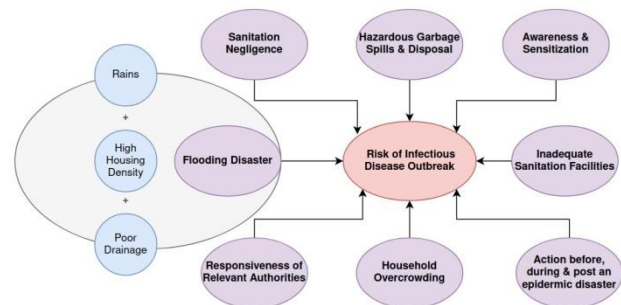 Sanitation
Negligence
Hazardous Garbage
Spills & Disposal
Awareness &
Sensitization
Rains
+
High
Housing
Density
+
Poor
Drainage
Flooding Disaster
Risk of Infectious
Disease Outbreak
Inadequate
Sanitation Facilities
Responsiveness of
Relevant Authorities
Household
Overcrowding
Action before,
during & post an
epidermic disaster